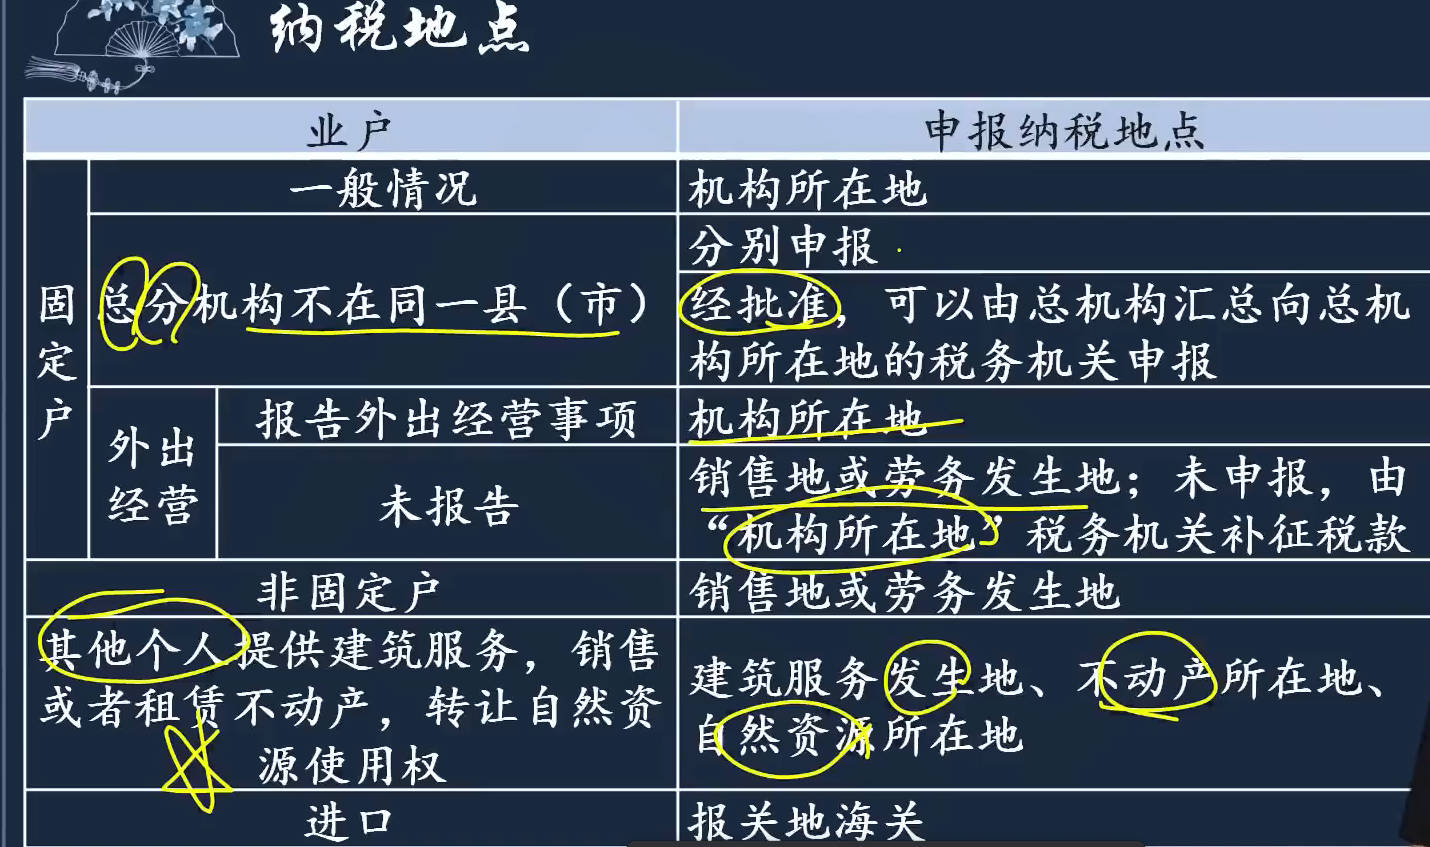 纳税地点
业户
申报纳税地点
固定户
一般情况
机构所在地
总分机构不在同一县（市）
分别申报
经批准，可以由总机构汇总向总机
构所在地的税务机关申报
外出
经营
报告外出经营事项
机构所在地
未报告
销售地或劳务发生地；未申报，由
“机构所在地”税务机关补征税款
非固定户
销售地或劳务发生地
其他个人提供建筑服务，销售
或者租赁不动产，转让自然资
源使用权
建筑服务发生地、不动产所在地、
自然资源所在地
进口
报关地海关